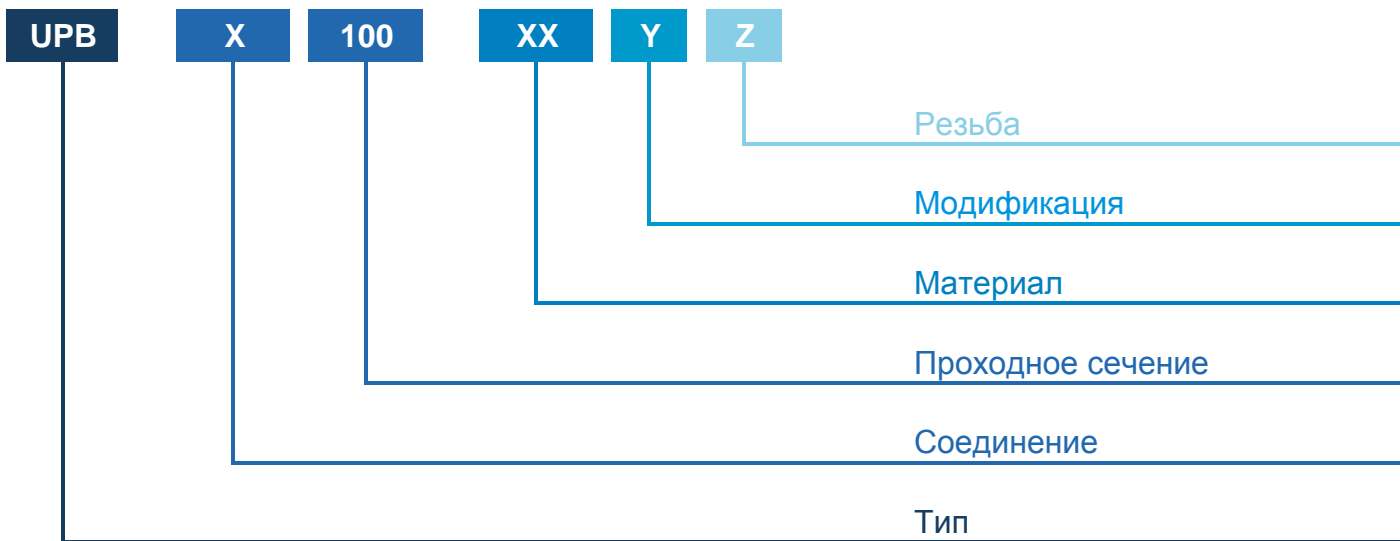 UPB X 100 XX Y Z
Резьба
Модификация
Материал
Проходное сечение
Соединение
Тип